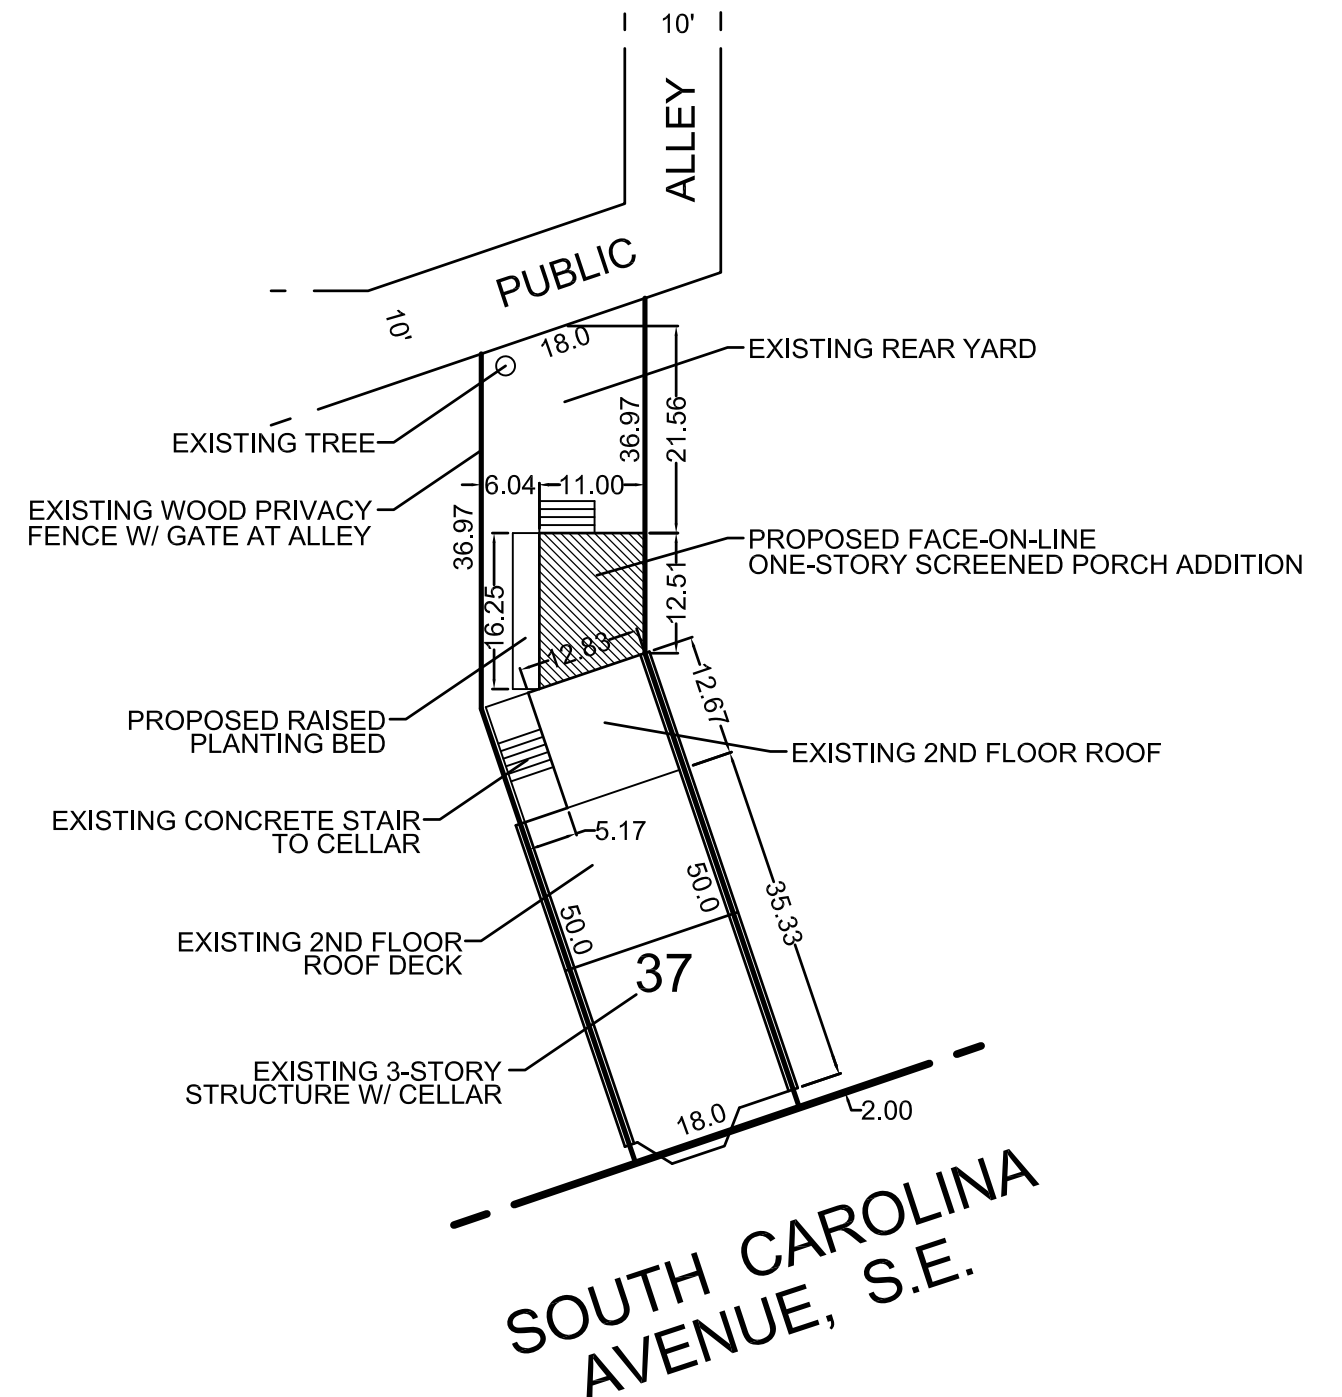 10'
ALLEY
PUBLIC
10'
18.0
EXISTING REAR YARD
36.97
21.56
EXISTING TREE
6.04
11.00
EXISTING WOOD PRIVACY
FENCE W/ GATE AT ALLEY
36.97
PROPOSED FACE-ON-LINE
ONE-STORY SCREENED PORCH ADDITION
12.51
16.25
12.83
12.67
PROPOSED RAISED
PLANTING BED
EXISTING 2ND FLOOR ROOF
EXISTING CONCRETE STAIR
TO CELLAR
5.17
50.0
50.0
35.33
EXISTING 2ND FLOOR
ROOF DECK
37
EXISTING 3-STORY
STRUCTURE W/ CELLAR
18.0
2.00
SOUTH CAROLINA
AVENUE, S.E.